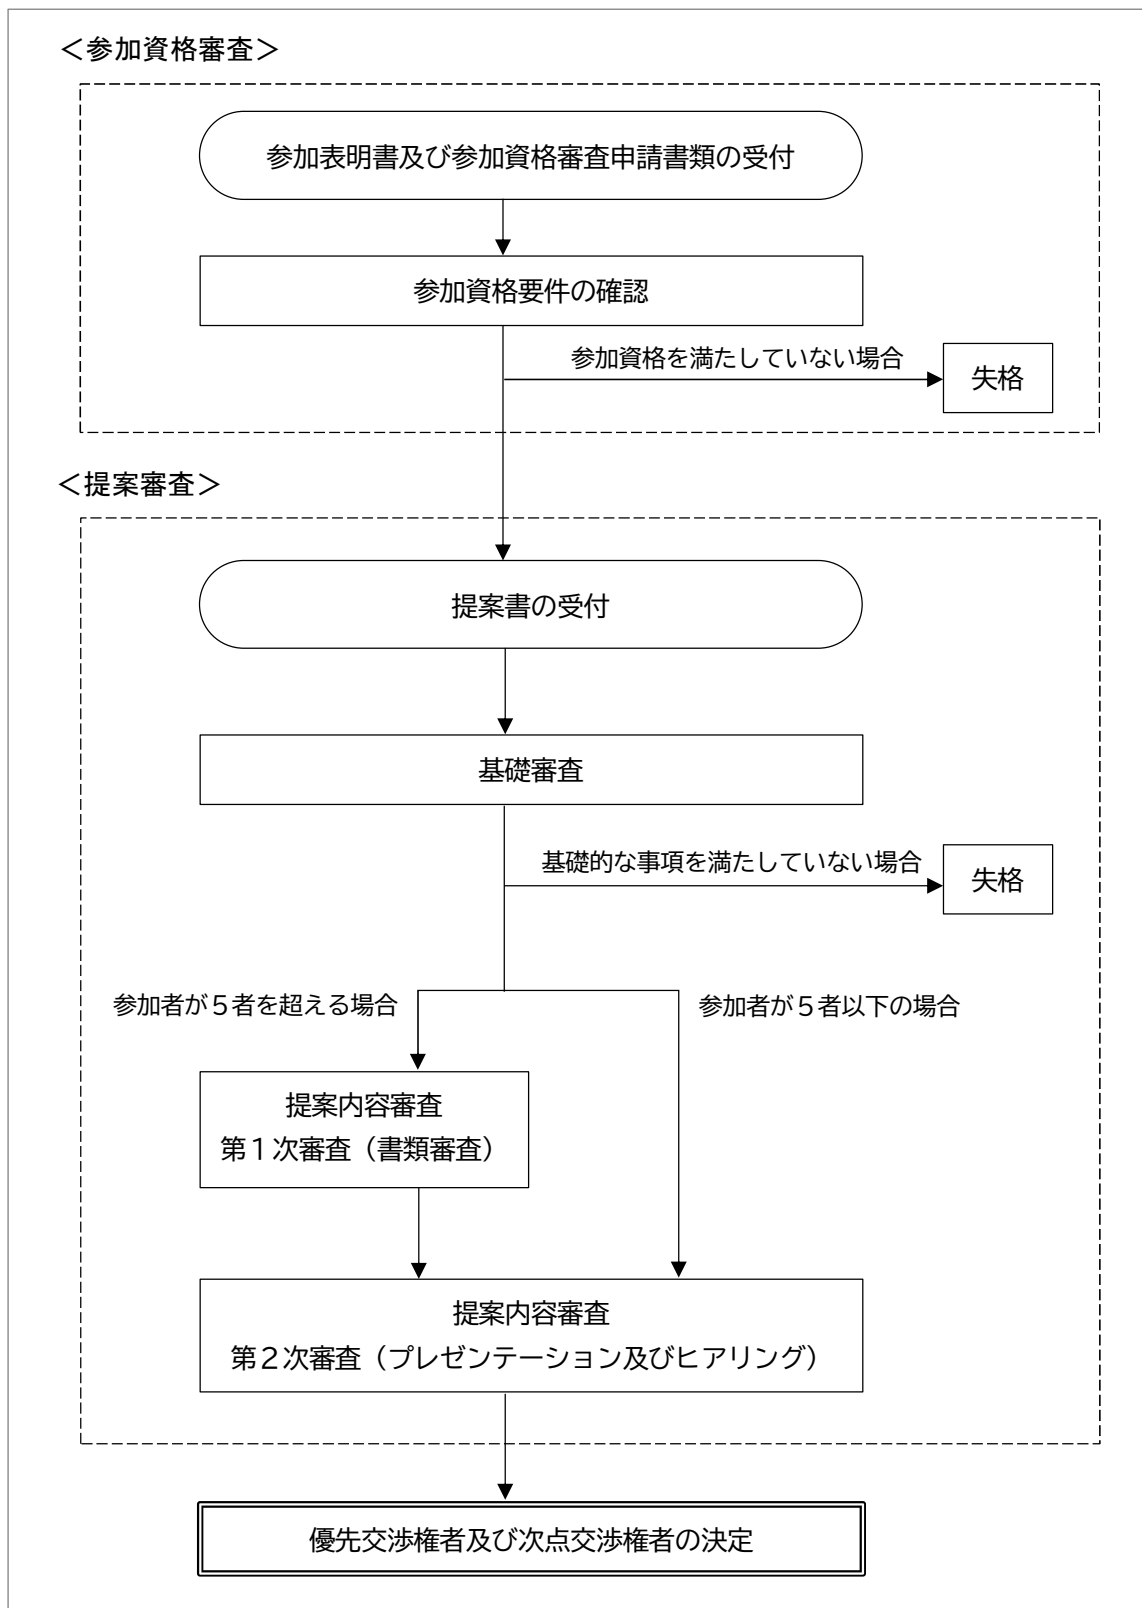 ＜参加資格審査＞
参加表明書及び参加資格審査申請書類の受付
参加資格要件の確認
参加資格を満たしていない場合
失格
＜提案審査＞
提案書の受付
基礎審査
基礎的な事項を満たしていない場合
失格
参加者が５者を超える場合
参加者が５者以下の場合
提案内容審査
第１次審査（書類審査）
提案内容審査
第２次審査（プレゼンテーション及びヒアリング）
優先交渉権者及び次点交渉権者の決定